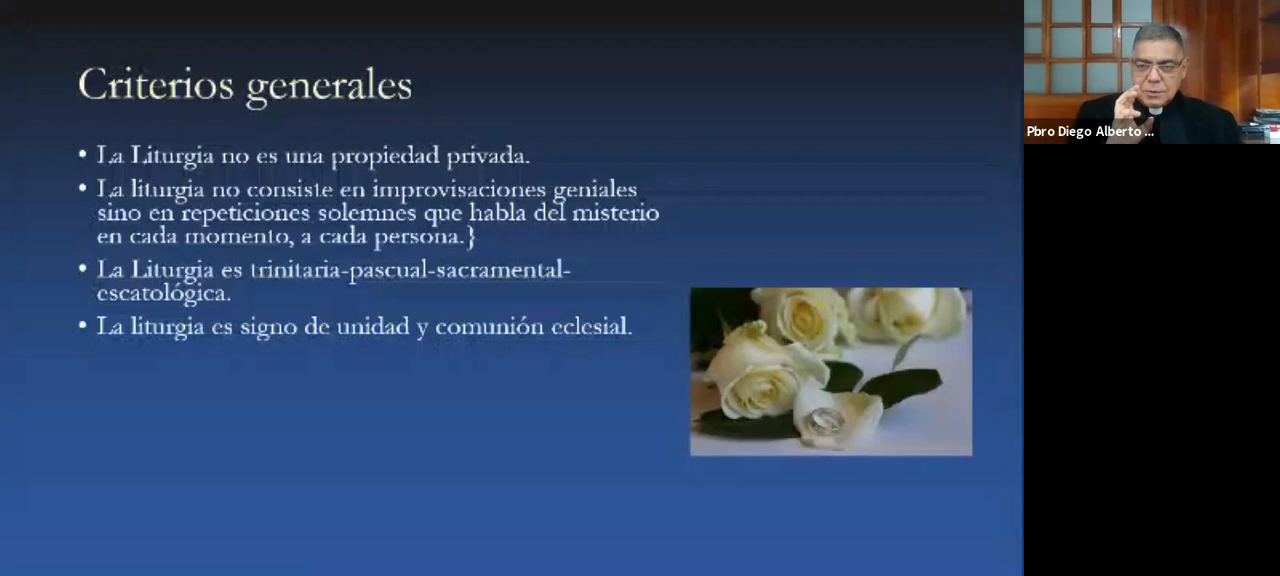 Criterios generales
• La Liturgia no es una propiedad privada.
• La liturgia no consiste en improvisaciones geniales
sino en repeticiones solemnes que habla del misterio
en cada momento, a cada persona.}
• La Liturgia es trinitaria-pascual-sacramental-
escatológica.
• La liturgia es signo de unidad y comunión eclesial.
Pbro Diego Alberto ...